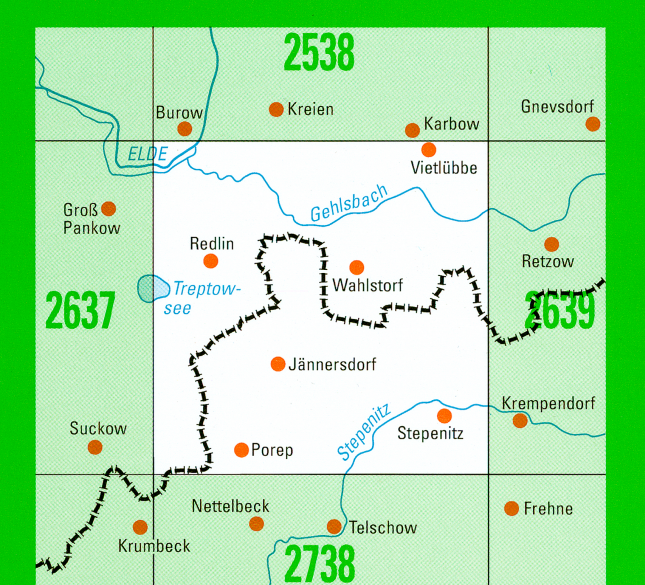 2538
Gnevsdorf
Burow
Kreien
Karbow
ELDE
Vietlübbe
Gehlsbach
Groß
Pankow
Redlin
Retzow
Wahlstorf
Treptow-
see
2637
2639
Jännersdorf
Krempendorf
Stepenitz
Suckow
Stepenitz
Porep
Nettelbeck
Frehne
Telschow
Krumbeck
2738